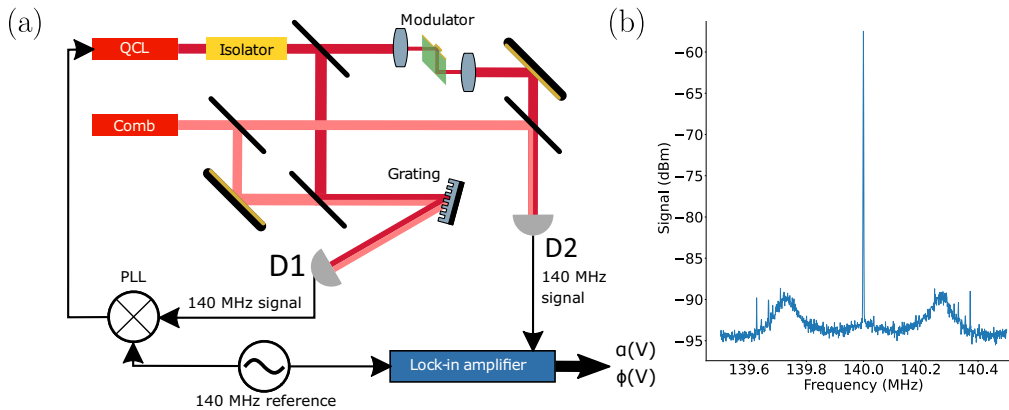 (a)
Modulator
QCL
Isolator
Comb
Grating
D1
D2
PLL
140 MHz signal
140 MHz
signal
Lock-in amplifier
α(V)
ϕ(V)
140 MHz reference
(b)
Signal (dBm)
−60
−65
−70
−75
−80
−85
−90
−95
139.6 139.8 140.0 140.2 140.4
Frequency (MHz)